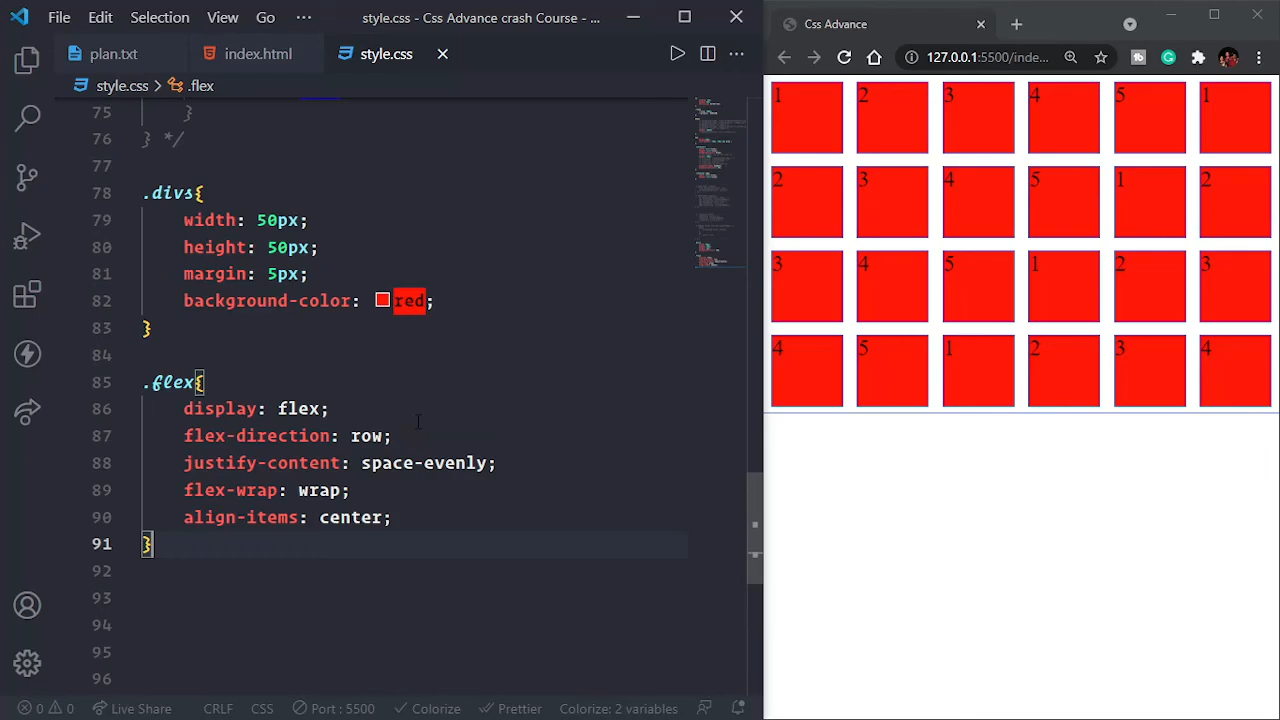 File Edit Selection View Go ··· style.css - Css Advance crash Course - ...
plan.txt index.html style.css
style.css > .flex
75 }
76 } */
77
78 .divs{
79 width: 50px;
80 height: 50px;
81 margin: 5px;
82 background-color: red;
83 }
84
85 .flex{
86 display: flex;
87 flex-direction: row;
88 justify-content: space-evenly;
89 flex-wrap: wrap;
90 align-items: center;
91 }
92
93
94
95
96
0 0 Live Share CRLF CSS Port : 5500 Colorize Prettier Colorize: 2 variables
Css Advance
127.0.0.1:5500/inde...
1 2 3 4 5 1
2 3 4 5 1 2
3 4 5 1 2 3
4 5 1 2 3 4